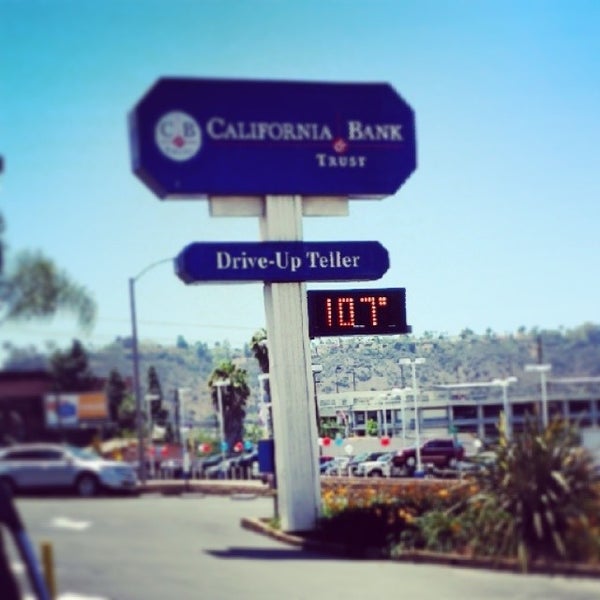 CB
CALIFORNIA BANK
& TRUST
Drive-Up Teller
107°